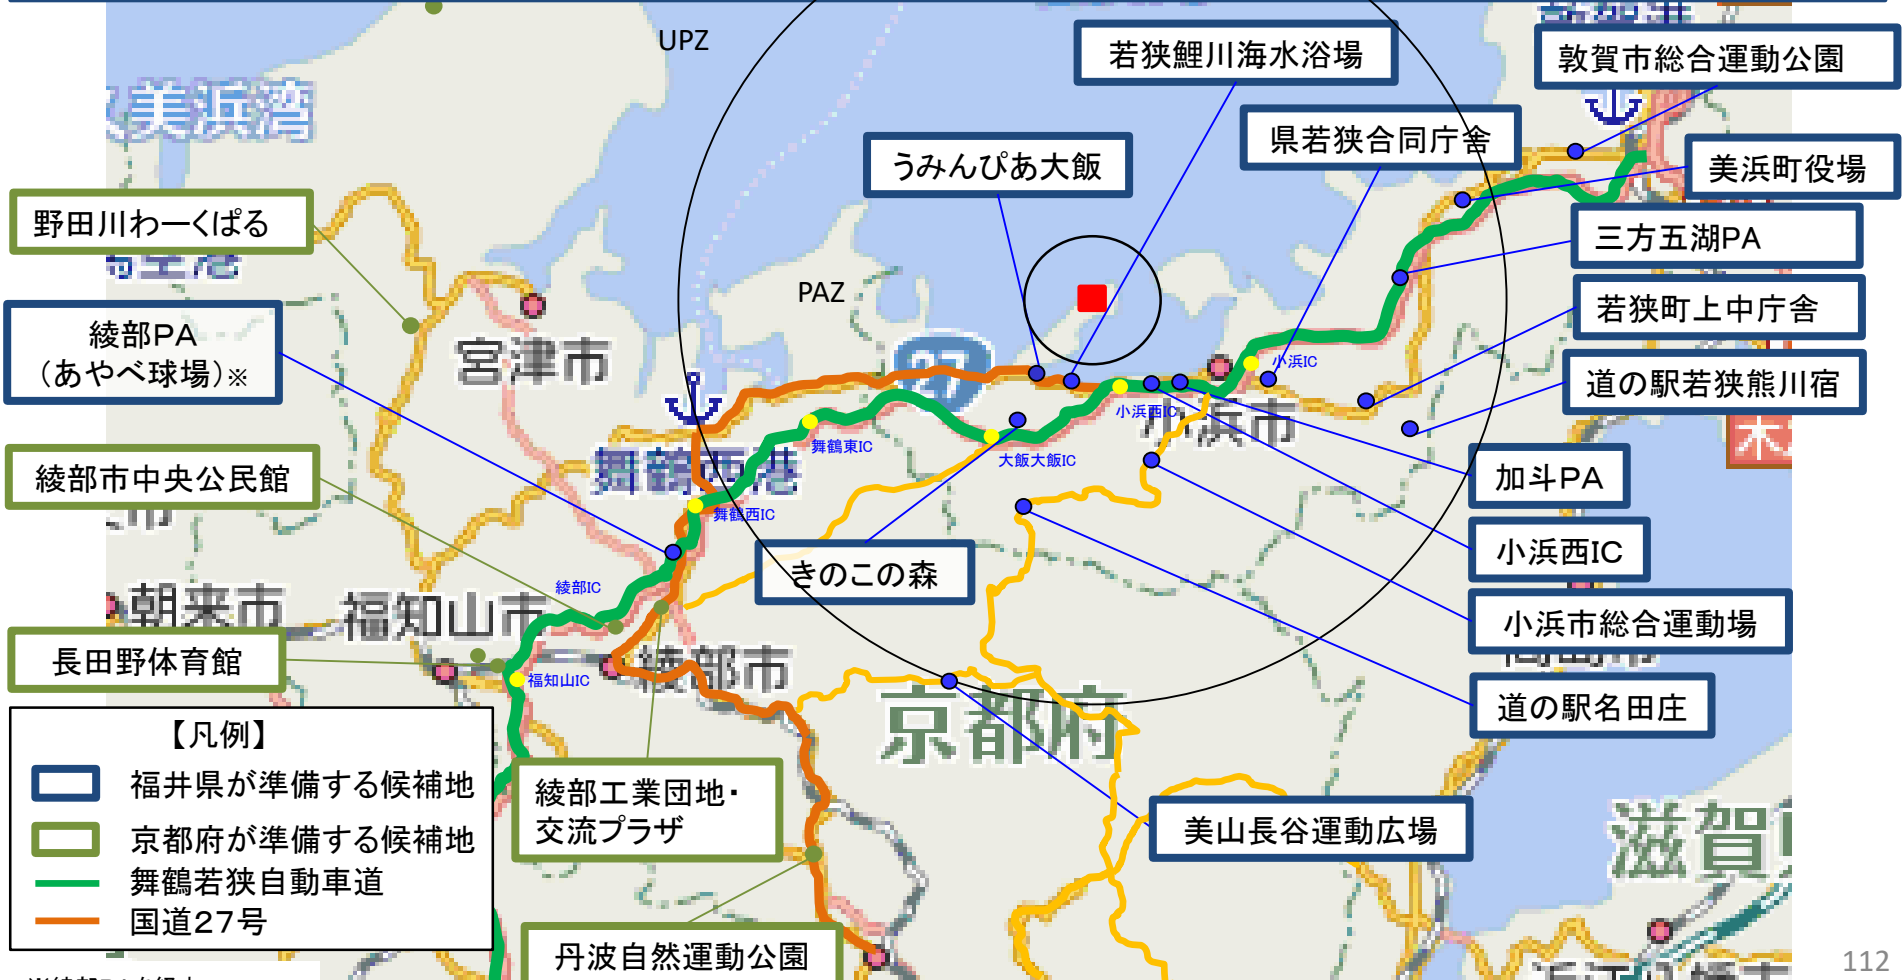 UPZ
若狭鯉川海水浴場
敦賀市総合運動公園
美浜湾
県若狭合同庁舎
うみんぴあ大飯
美浜町役場
野田川わーくぱる
三方五湖PA
PAZ
若狭町上中庁舎
綾部PA
（あやべ球場）※
宮津市
27
小浜IC
道の駅若狭熊川宿
小浜西IC
小浜市
舞鶴東IC
大飯大飯IC
舞鶴西港
綾部市中央公民館
加斗PA
舞鶴西IC
小浜西IC
きのこの森
綾部IC
朝来市
福知山市
小浜市総合運動場
長田野体育館
綾部市
福知山IC
道の駅名田庄
京都府
【凡例】
福井県が準備する候補地
京都府が準備する候補地
舞鶴若狭自動車道
国道27号
綾部工業団地・
交流プラザ
美山長谷運動広場
滋賀
丹波自然運動公園
112